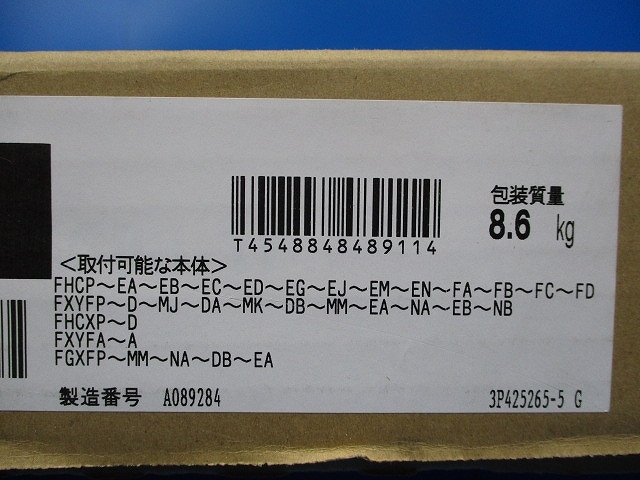 T4548848489114
包装質量
8.6 kg
＜取付可能な本体＞
FHCP～EA～EB～EC～ED～EG～EJ～EM～EN～FA～FB～FC～FD
FXYFP～D～MJ～DA～MK～DB～MM～EA～NA～EB～NB
FHCXP～D
FXYFA～A
FGXFP～MM～NA～DB～EA
製造番号 A089284
3P425265-5 G